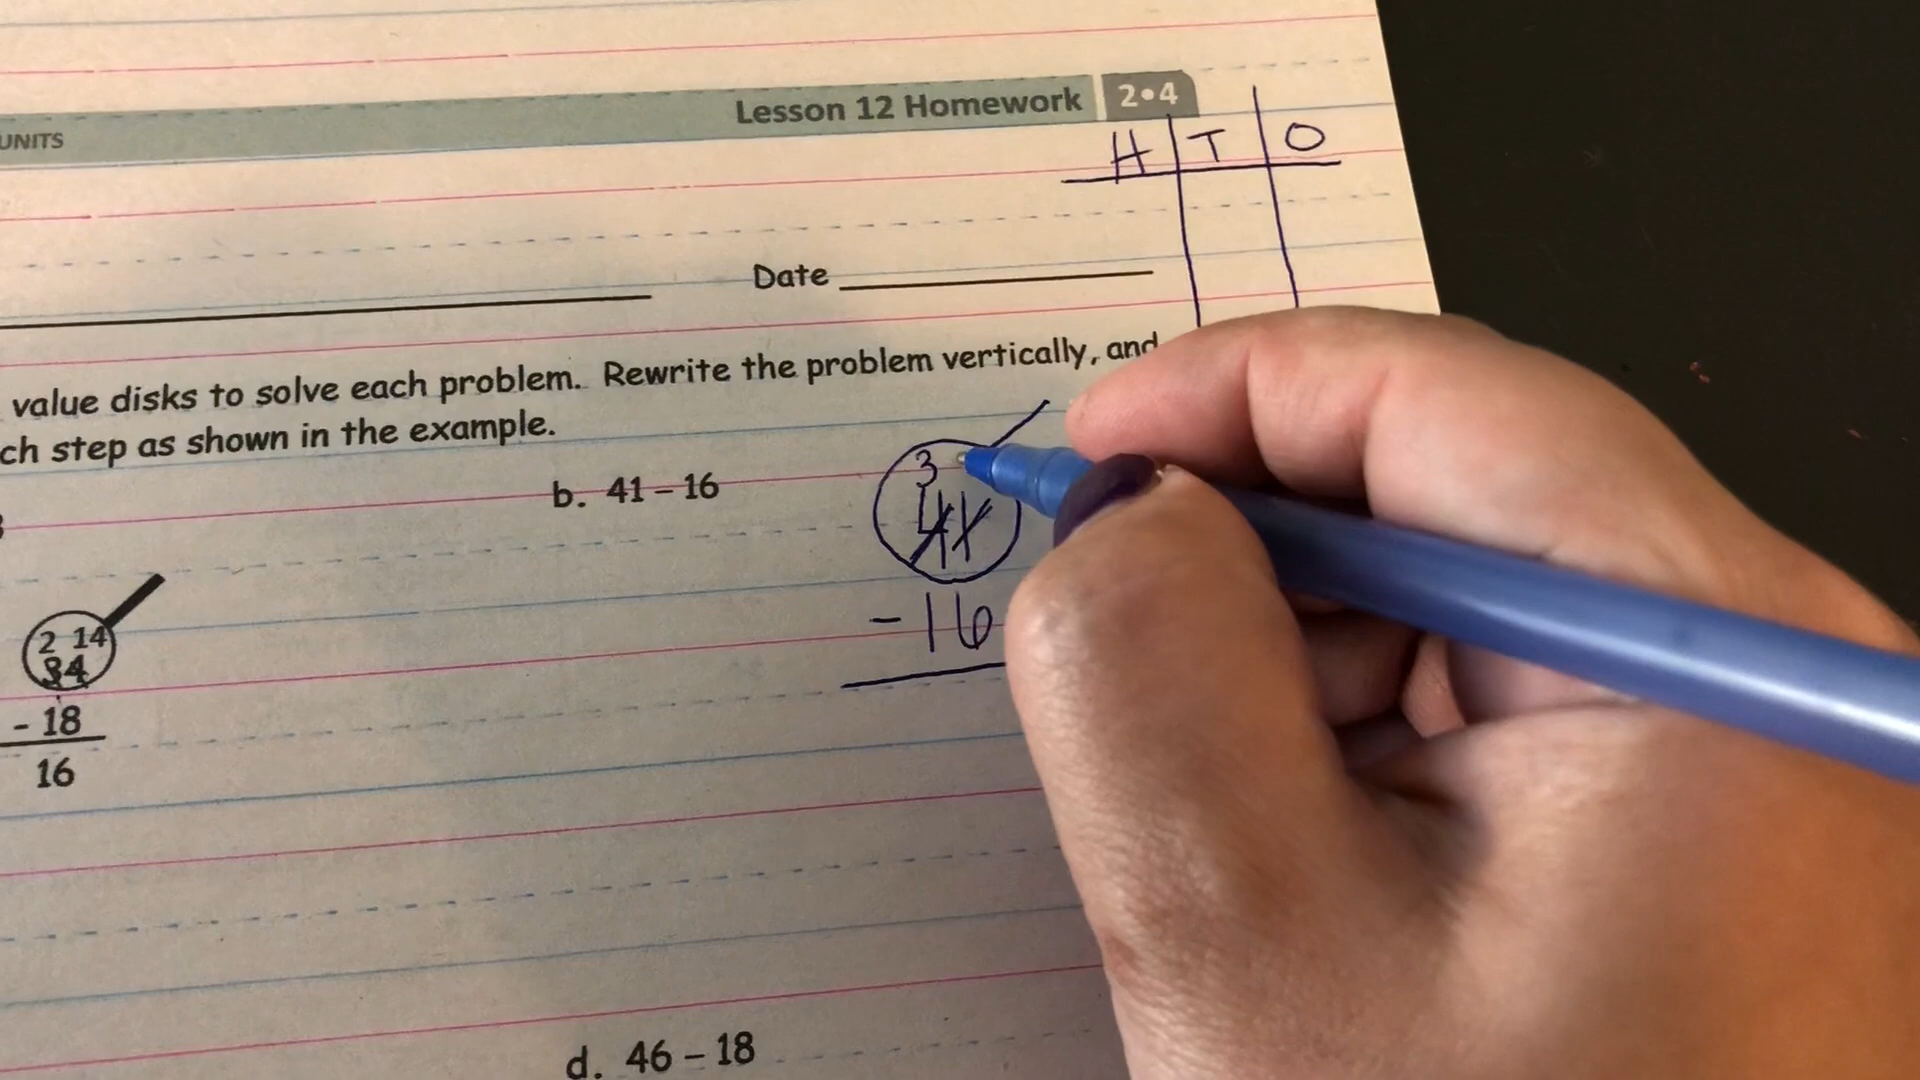 UNITS
Lesson 12 Homework 2•4
H T O
Date
value disks to solve each problem. Rewrite the problem vertically, and
ch step as shown in the example.
b. 41 – 16
3
41
- 16
2 14
34
- 18
16
d. 46 – 18